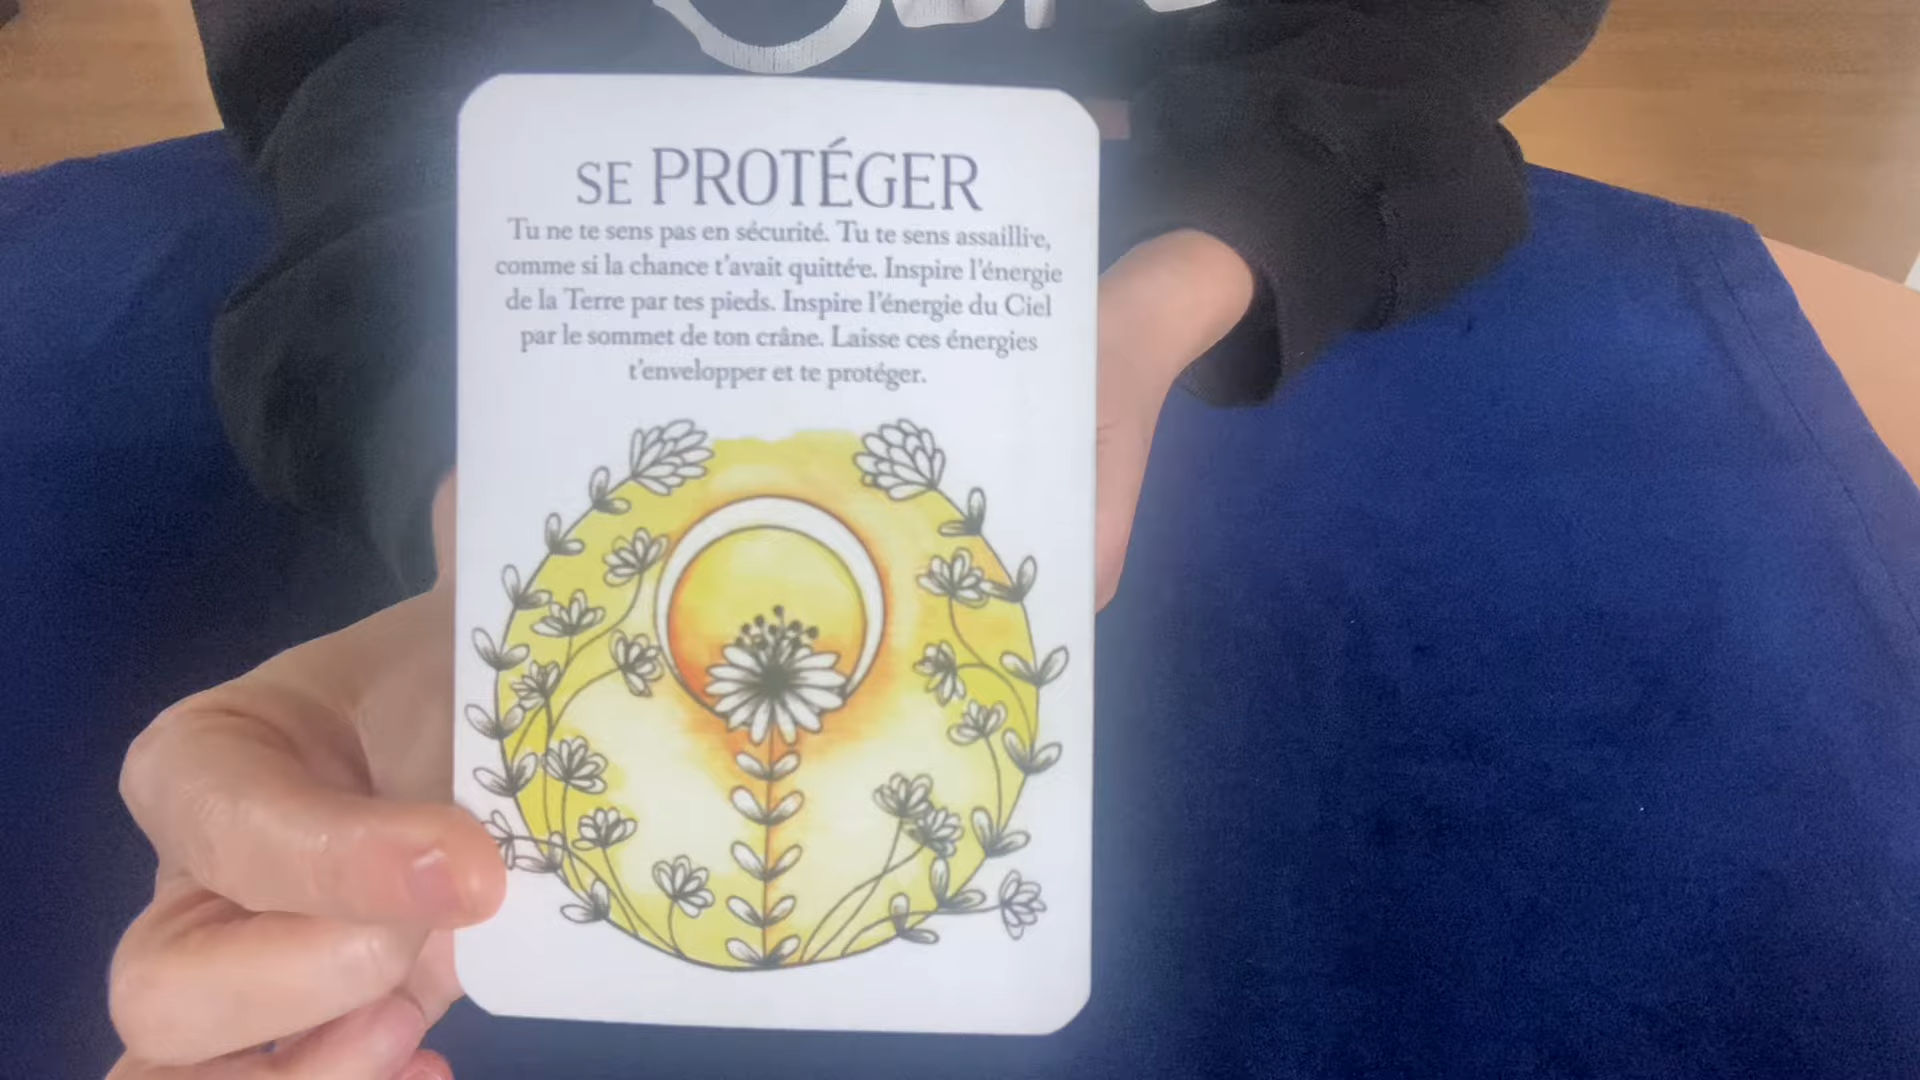 SE PROTÉGER
Tu ne te sens pas en sécurité. Tu te sens assailli·e,
comme si la chance t'avait quitté·e. Inspire l'énergie
de la Terre par tes pieds. Inspire l'énergie du Ciel
par le sommet de ton crâne. Laisse ces énergies
t'envelopper et te protéger.